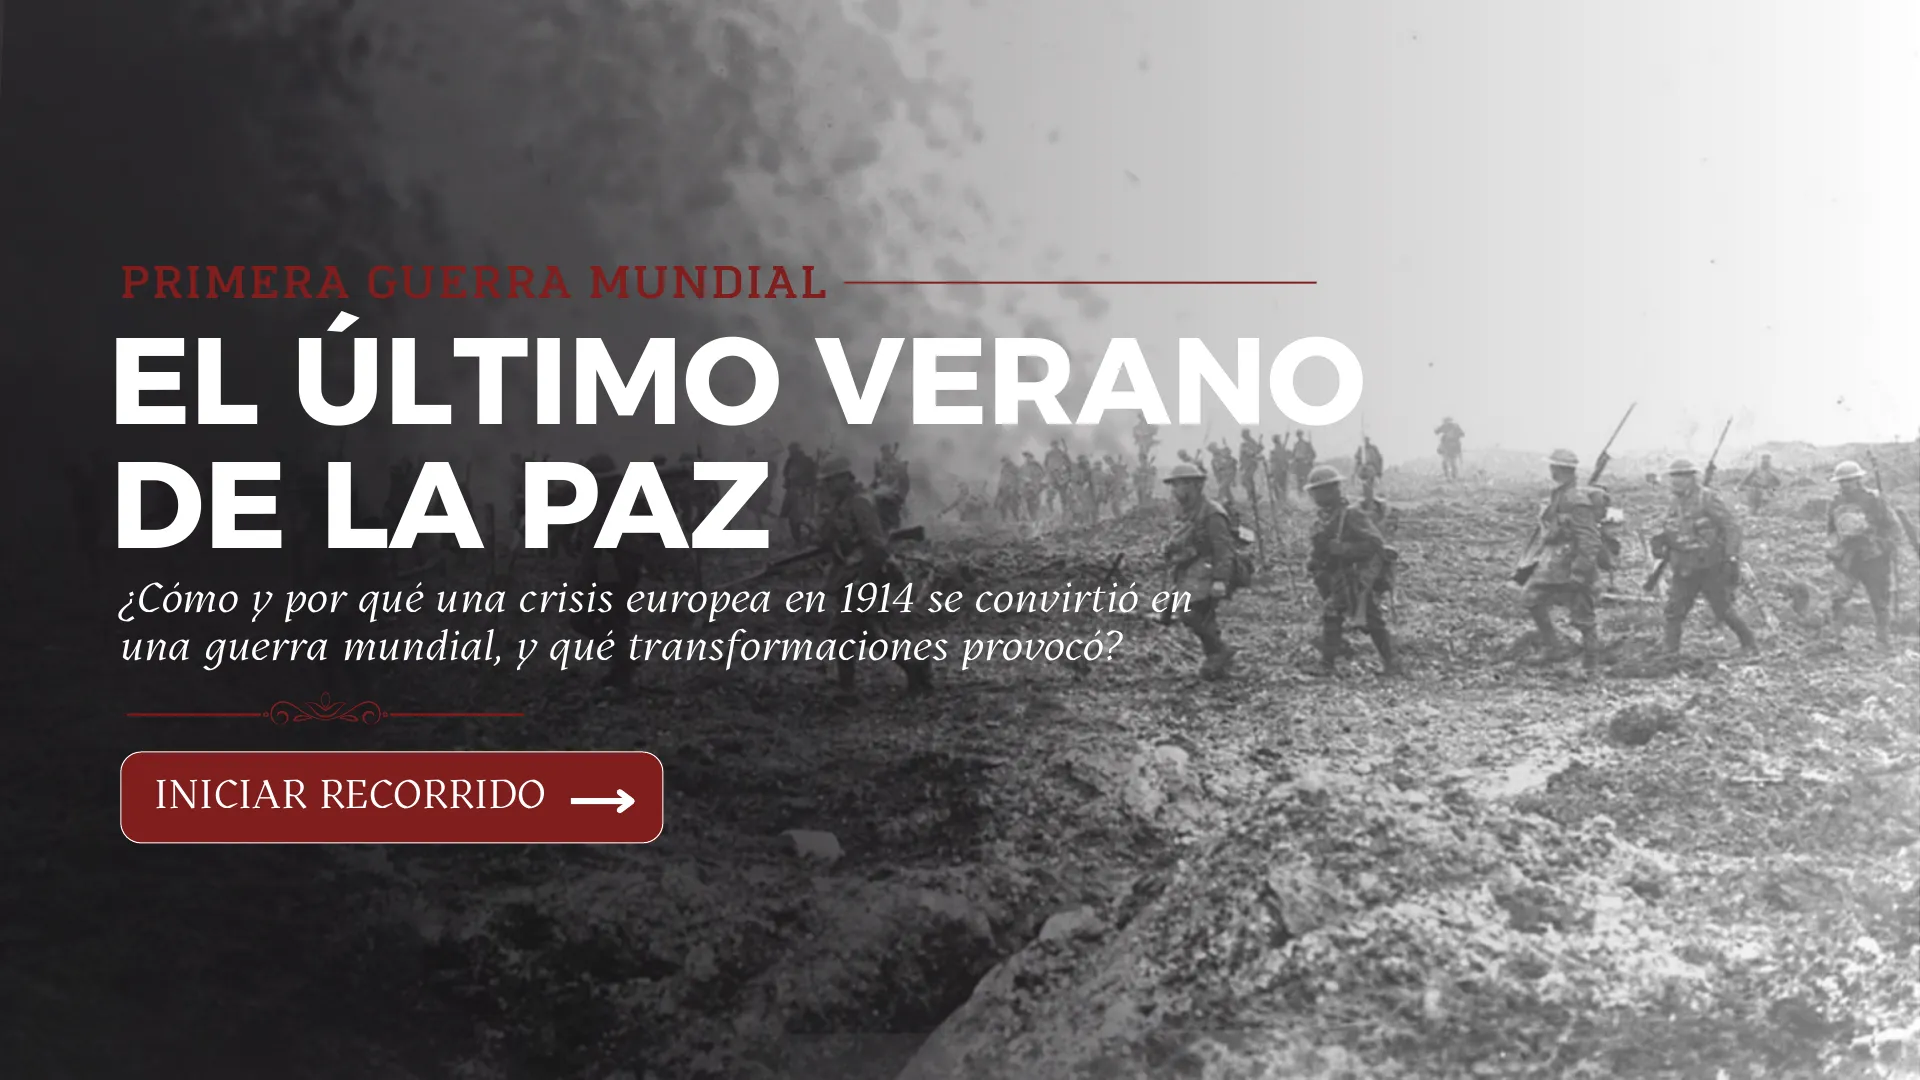 PRIMERA GUERRA MUNDIAL
EL ÚLTIMO VERANO
DE LA PAZ
¿Cómo y por qué una crisis europea en 1914 se convirtió en
una guerra mundial, y qué transformaciones provocó?
INICIAR RECORRIDO